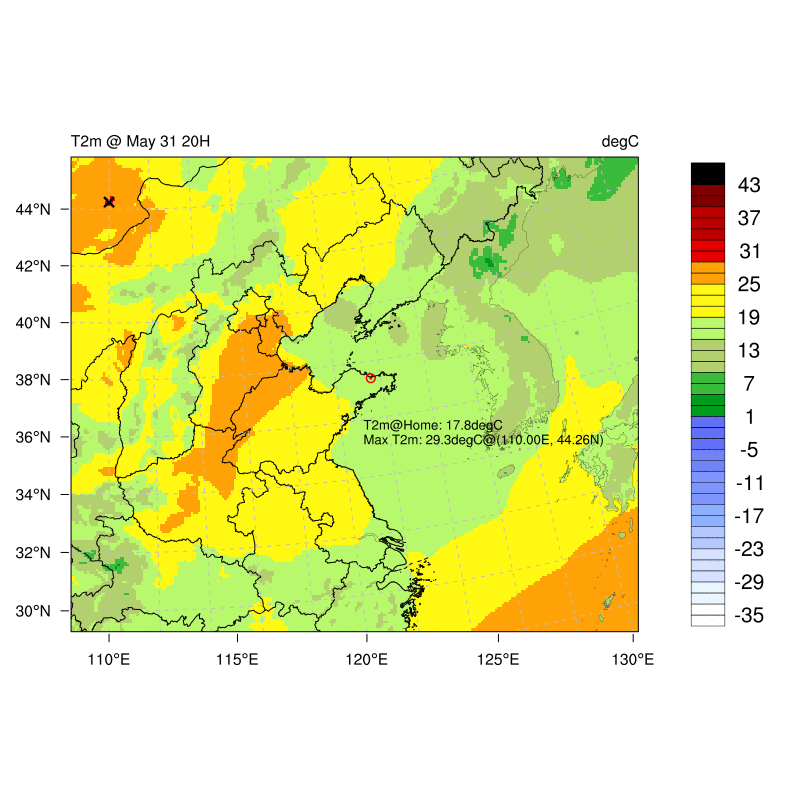 T2m @ May 31 20H
degC
44°N
42°N
40°N
38°N
36°N
34°N
32°N
30°N
T2m@Home: 17.8degC
Max T2m: 29.3degC@(110.00E, 44.26N)
110°E
115°E
120°E
125°E
130°E
43
37
31
25
19
13
7
1
-5
-11
-17
-23
-29
-35